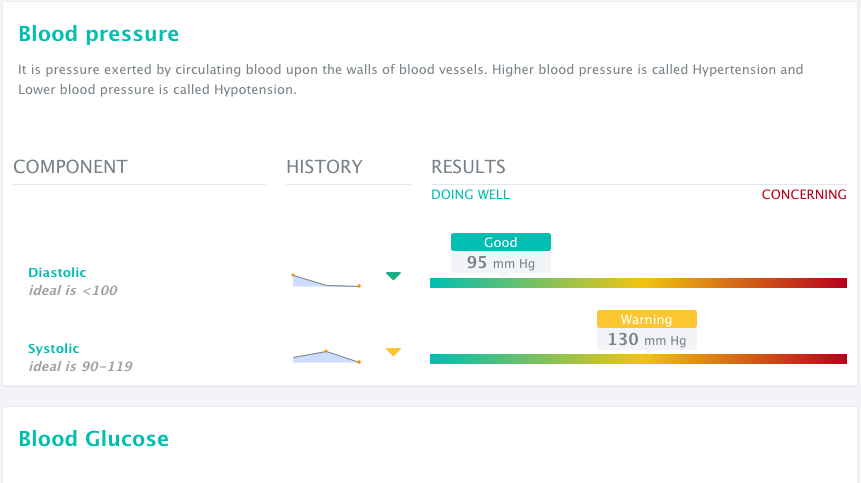 Blood pressure
It is pressure exerted by circulating blood upon the walls of blood vessels. Higher blood pressure is called Hypertension and
Lower blood pressure is called Hypotension.
COMPONENT HISTORY RESULTS
DOING WELL CONCERNING
Good
95 mm Hg
Diastolic
ideal is <100
Warning
130 mm Hg
Systolic
ideal is 90-119
Blood Glucose